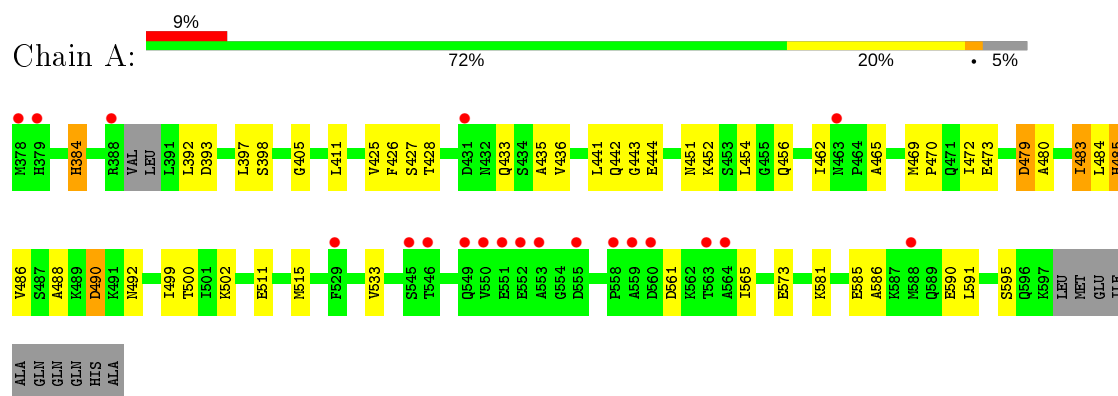 9%
Chain A:
72% 20% • 5%
M378 H379 H384 R388 VAL LEU L391 L392 D393 L397 S398 G405 L411 V425 F426 S427 T428 D431 N432 Q433 S434 A435 V436 L441 Q442 G443 E444 N451 K452 S453 L454 G455 Q456 I462 N463 P464 A465 M469 P470 Q471 I472 E473 D479 A480 I483 L484 H485
V486 S487 A488 K489 D490 K491 N492 I499 T500 I501 K502 E511 M515 F529 V533 S545 T546 Q549 V550 E551 E552 A553 G554 D555 P558 A559 D560 D561 K562 T563 A564 I565 E573 K581 E585 A586 K587 M588 Q589 E590 L591 S595 Q596 K597 LEU MET GLU ILE
ALA GLN GLN GLN HIS ALA